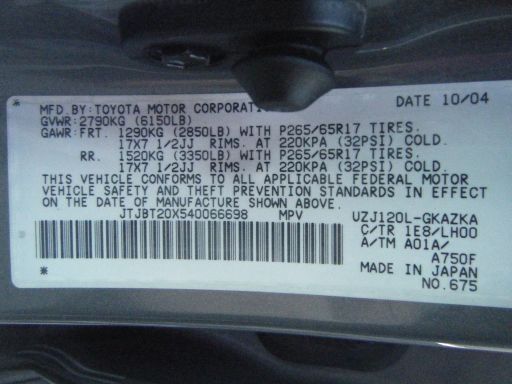 MFD BY: TOYOTA MOTOR CORPORATION DATE 10/04
GVWR: 2790KG (6150LB)
GAWR: FRT. 1290KG (2850LB) WITH P265/65R17 TIRES.
17X7 1/2JJ RIMS. AT 220KPA (32PSI) COLD.
RR. 1520KG (3350LB) WITH P265/65R17 TIRES.
17X7 1/2JJ RIMS. AT 220KPA (32PSI) COLD.
THIS VEHICLE CONFORMS TO ALL APPLICABLE FEDERAL MOTOR
VEHICLE SAFETY AND THEFT PREVENTION STANDARDS IN EFFECT
ON THE DATE OF MANUFACTURE SHOWN ABOVE.
JTJBT20X540066698 MPV UZJ120L-GKAZKA
C/TR 1E8/LH00
A/TM A01A/
A750F
* MADE IN JAPAN
NO.675